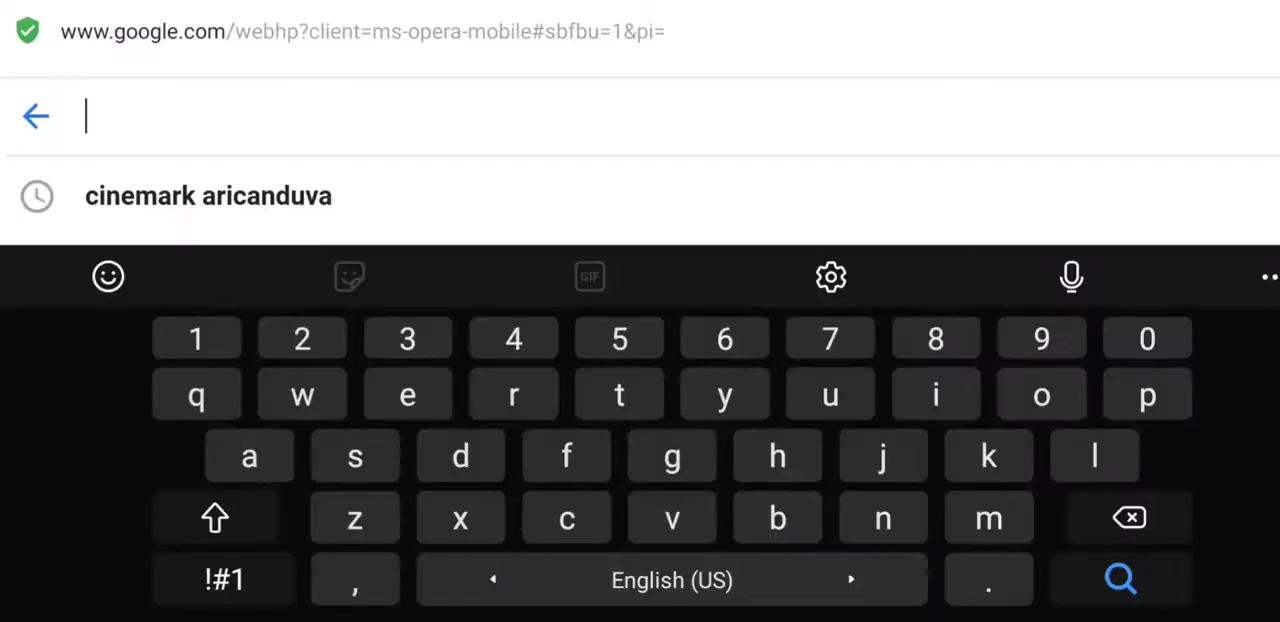 www.google.com/webhp?client=ms-opera-mobile#sbfbu=1&pi=
cinemark aricanduva
GIF
1 2 3 4 5 6 7 8 9 0
q w e r t y u i o p
a s d f g h j k l
z x c v b n m
!#1 , English (US) .